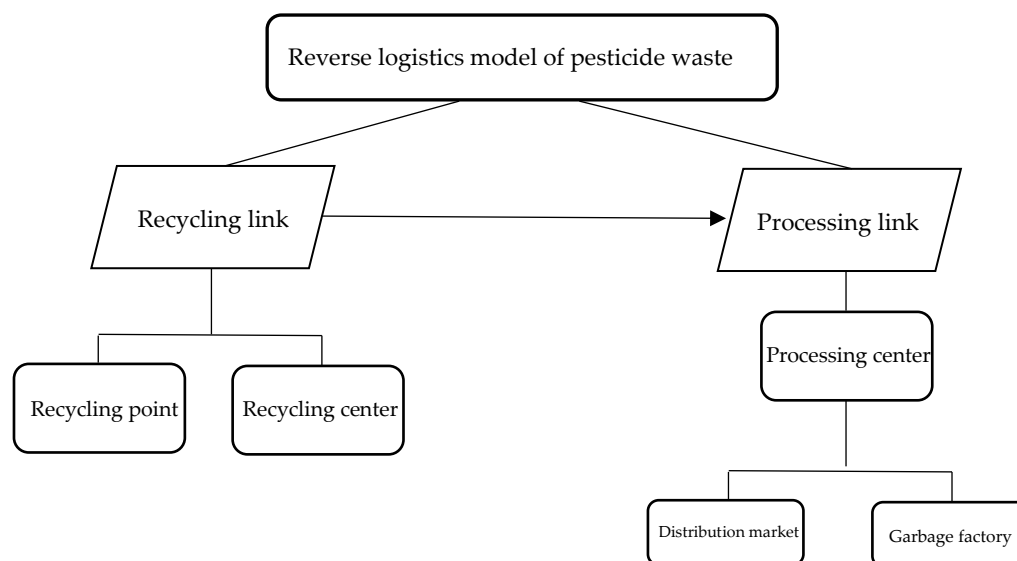 Reverse logistics model of pesticide waste
Recycling link
Processing link
Processing center
Recycling point
Recycling center
Distribution market
Garbage factory